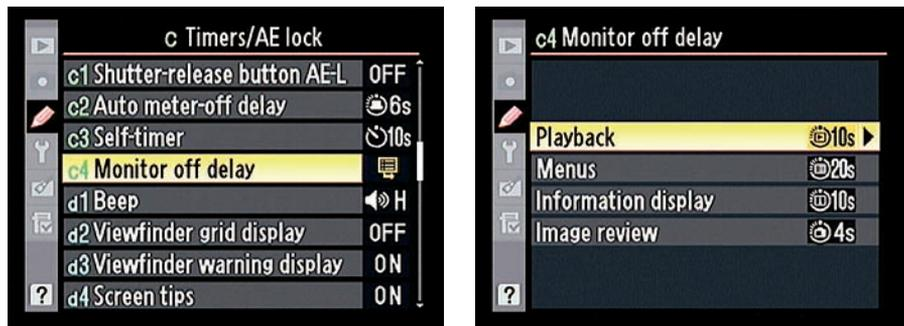 c Timers/AE lock
c1 Shutter-release button AE-L OFF
c2 Auto meter-off delay 6s
c3 Self-timer 10s
c4 Monitor off delay
d1 Beep H
d2 Viewfinder grid display OFF
d3 Viewfinder warning display ON
d4 Screen tips ON
?
c4 Monitor off delay
Playback 10s
Menus 20s
Information display 10s
Image review 4s
?